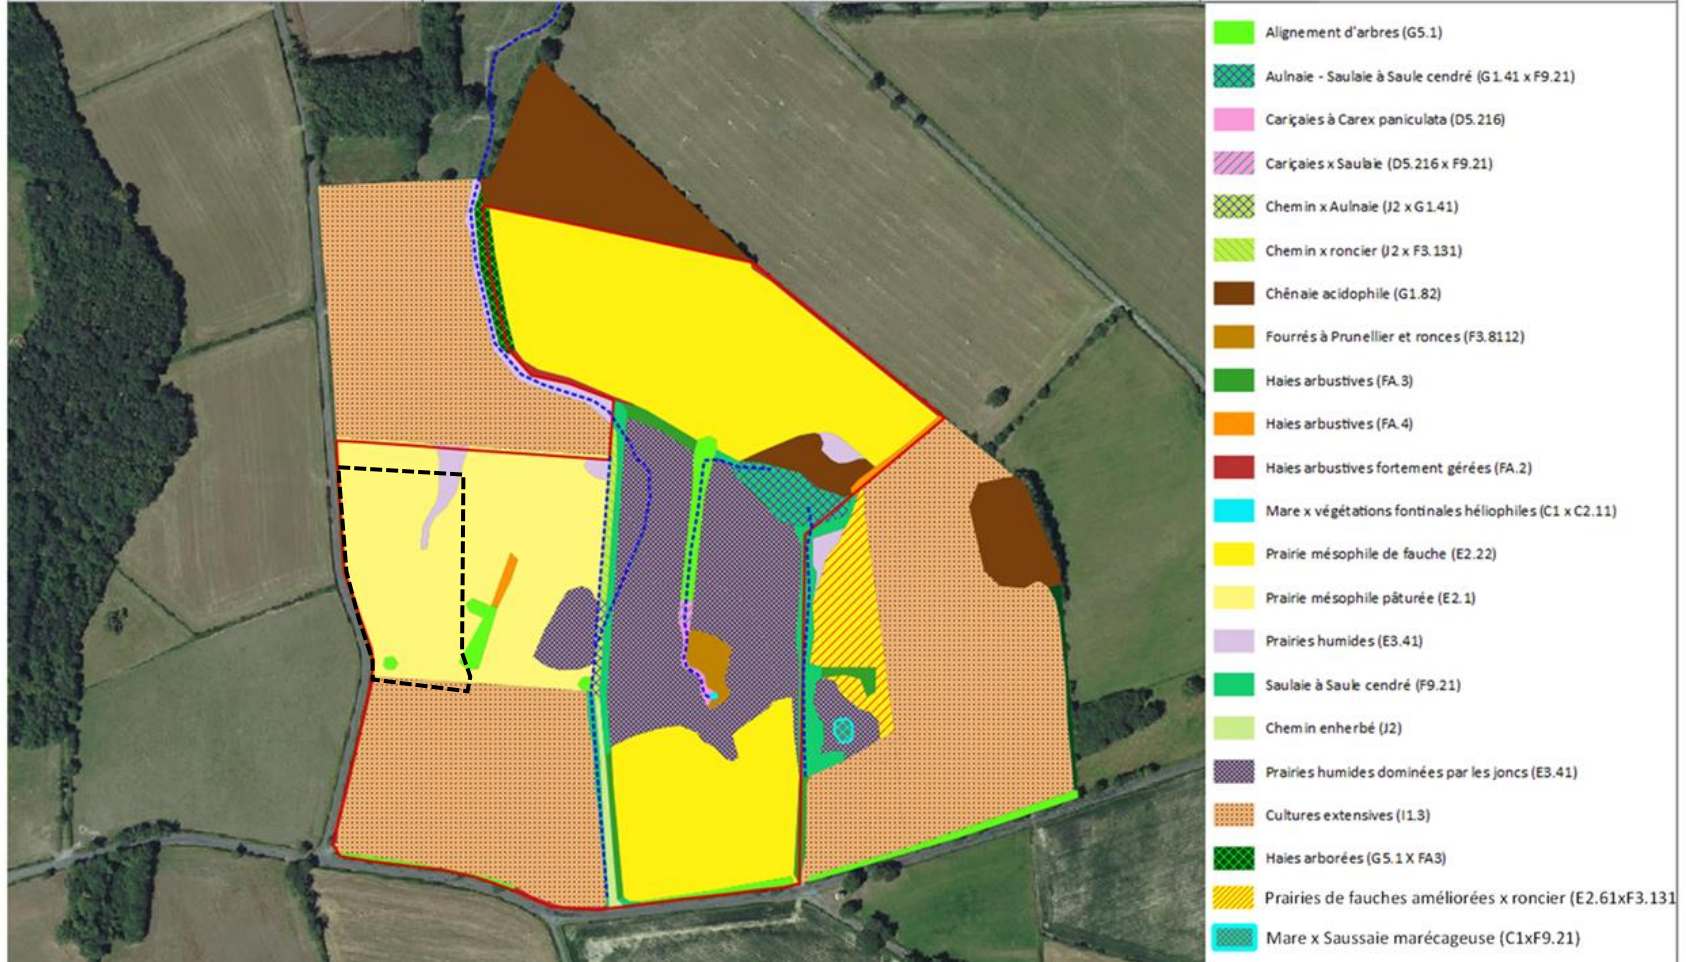 Alignement d'arbres (G5.1)
Aulnaie - Saulaie à Saule cendré (G1.41 x F9.21)
Cariçaies à Carex paniculata (D5.216)
Cariçaies x Saulaie (D5.216 x F9.21)
Chemin x Aulnaie (J2 x G1.41)
Chemin x roncier (J2 x F3.131)
Chênaie acidophile (G1.82)
Fourrés à Prunellier et ronces (F3.8112)
Haies arbustives (FA.3)
Haies arbustives (FA.4)
Haies arbustives fortement gérées (FA.2)
Mare x végétations fontinales héliophiles (C1 x C2.11)
Prairie mésophile de fauche (E2.22)
Prairie mésophile pâturée (E2.1)
Prairies humides (E3.41)
Saulaie à Saule cendré (F9.21)
Chemin enherbé (J2)
Prairies humides dominées par les joncs (E3.41)
Cultures extensives (I1.3)
Haies arborées (G5.1 X FA3)
Prairies de fauches améliorées x roncier (E2.61xF3.131
Mare x Saussaie marécageuse (C1xF9.21)